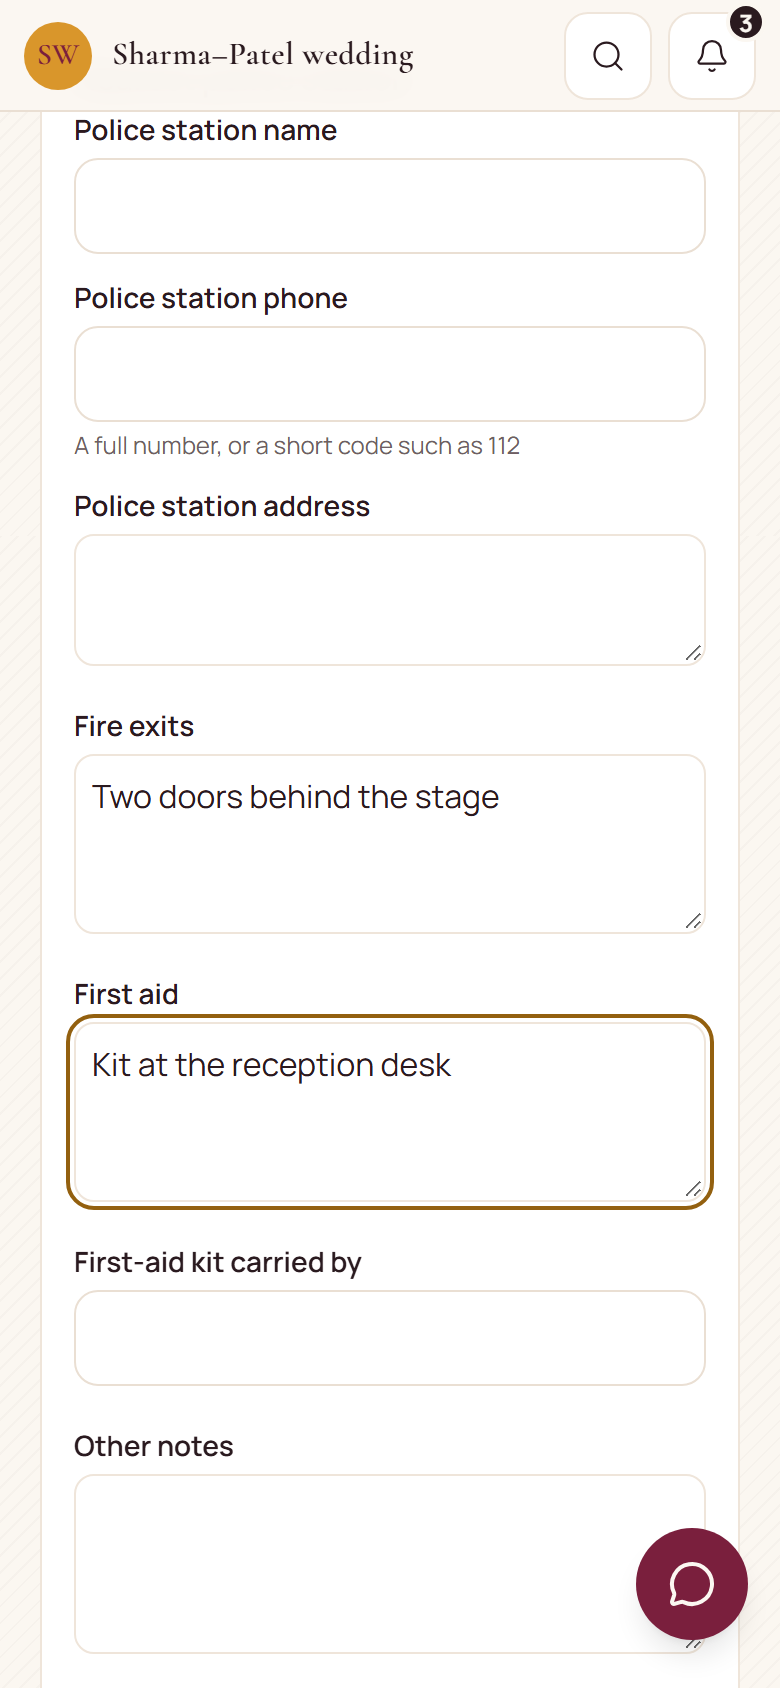 SW
Sharma–Patel wedding
3
Police station name
Police station phone
A full number, or a short code such as 112
Police station address
Fire exits
Two doors behind the stage
First aid
Kit at the reception desk
First-aid kit carried by
Other notes